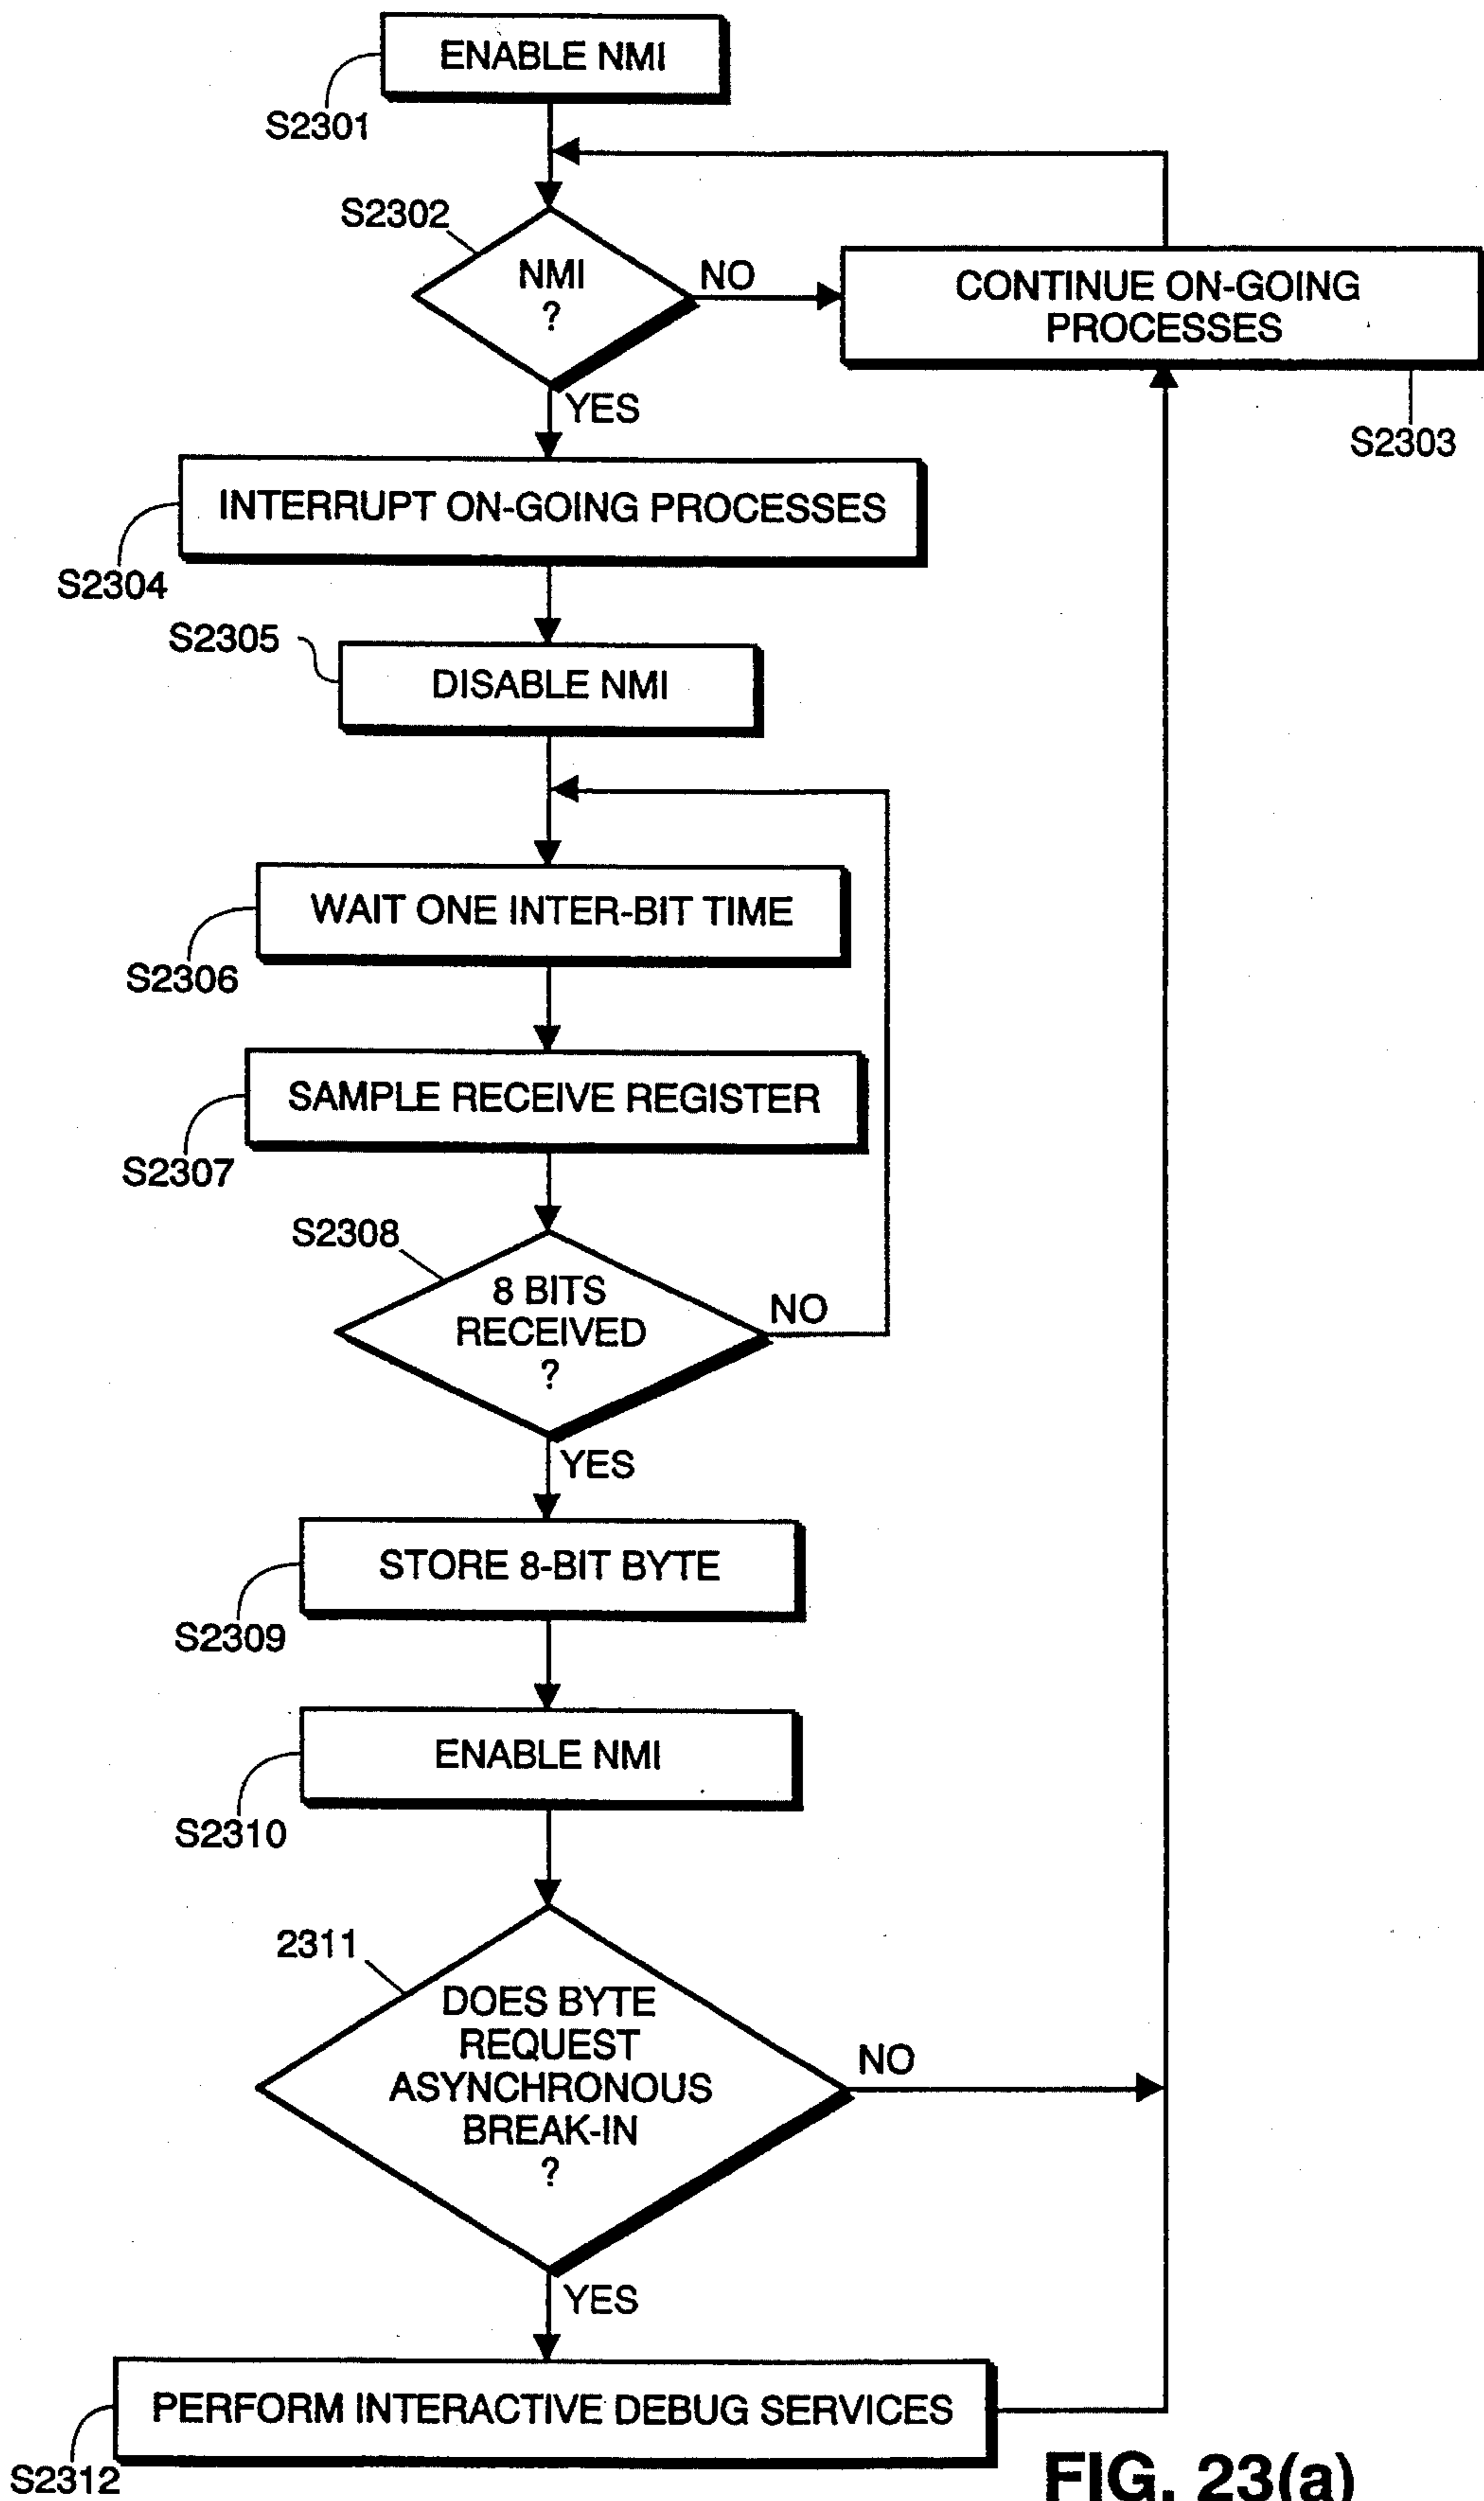 ENABLE NMI
S2301
S2302
NMI
?
NO
CONTINUE ON-GOING
PROCESSES
YES
S2303
INTERRUPT ON-GOING PROCESSES
S2304
S2305
DISABLE NMI
WAIT ONE INTER-BIT TIME
S2306
SAMPLE RECEIVE REGISTER
S2307
S2308
8 BITS
RECEIVED
?
NO
YES
STORE 8-BIT BYTE
S2309
ENABLE NMI
S2310
2311
DOES BYTE
REQUEST
ASYNCHRONOUS
BREAK-IN
?
NO
YES
PERFORM INTERACTIVE DEBUG SERVICES
S2312
FIG. 23(a)